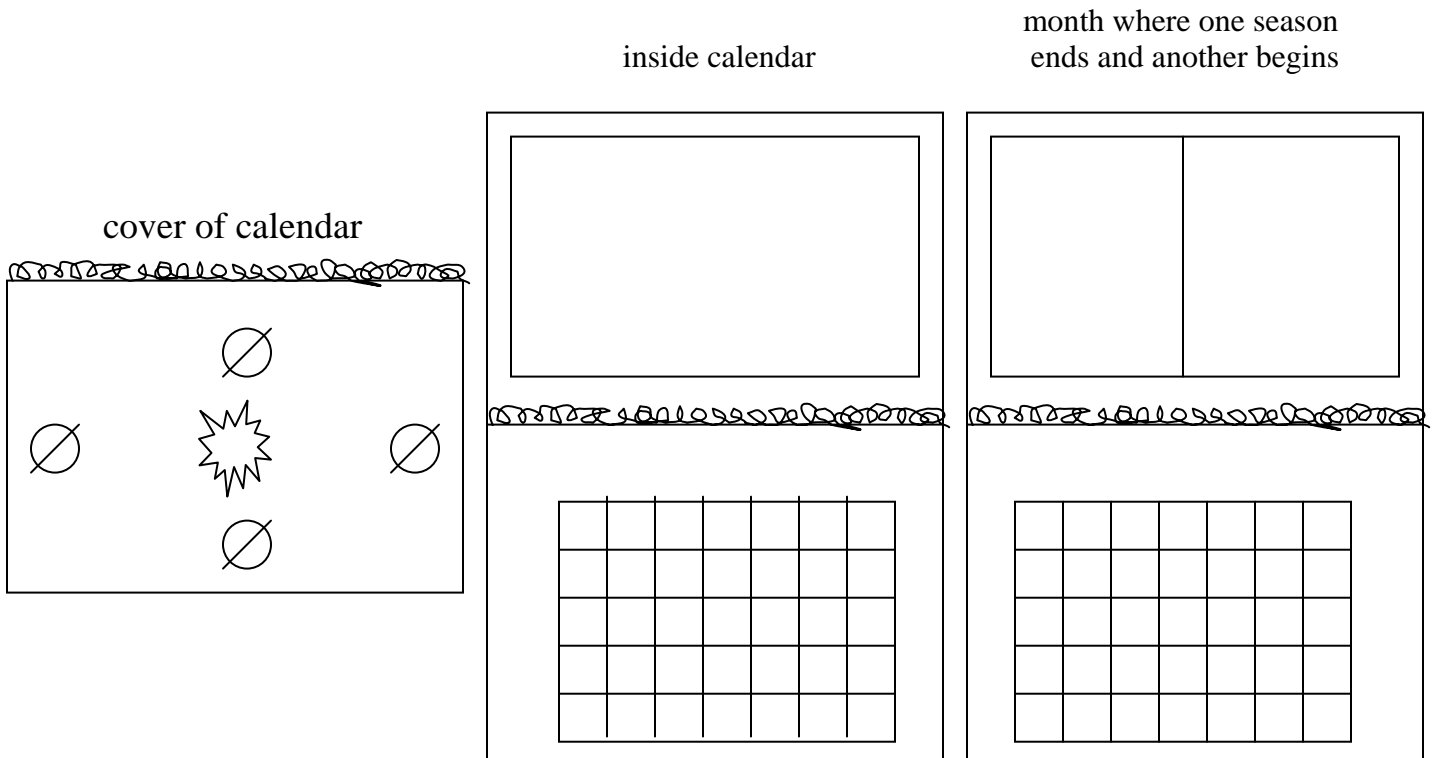 cover of calendar
inside calendar
month where one season
ends and another begins